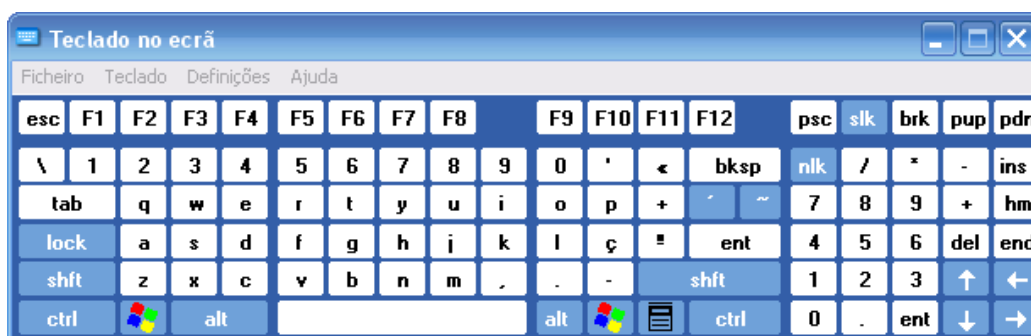 Teclado no ecrã
Ficheiro Teclado Definições Ajuda
esc F1 F2 F3 F4 F5 F6 F7 F8 F9 F10 F11 F12 psc slk brk pup pdn
\ 1 2 3 4 5 6 7 8 9 0 ' « bksp nlk / * - ins
tab q w e r t y u i o p + ´ ~ 7 8 9 + hm
lock a s d f g h j k l ç º ent 4 5 6 del end
shft z x c v b n m , . - shft 1 2 3 ↑ ←
ctrl alt alt ctrl 0 . ent ↓ →